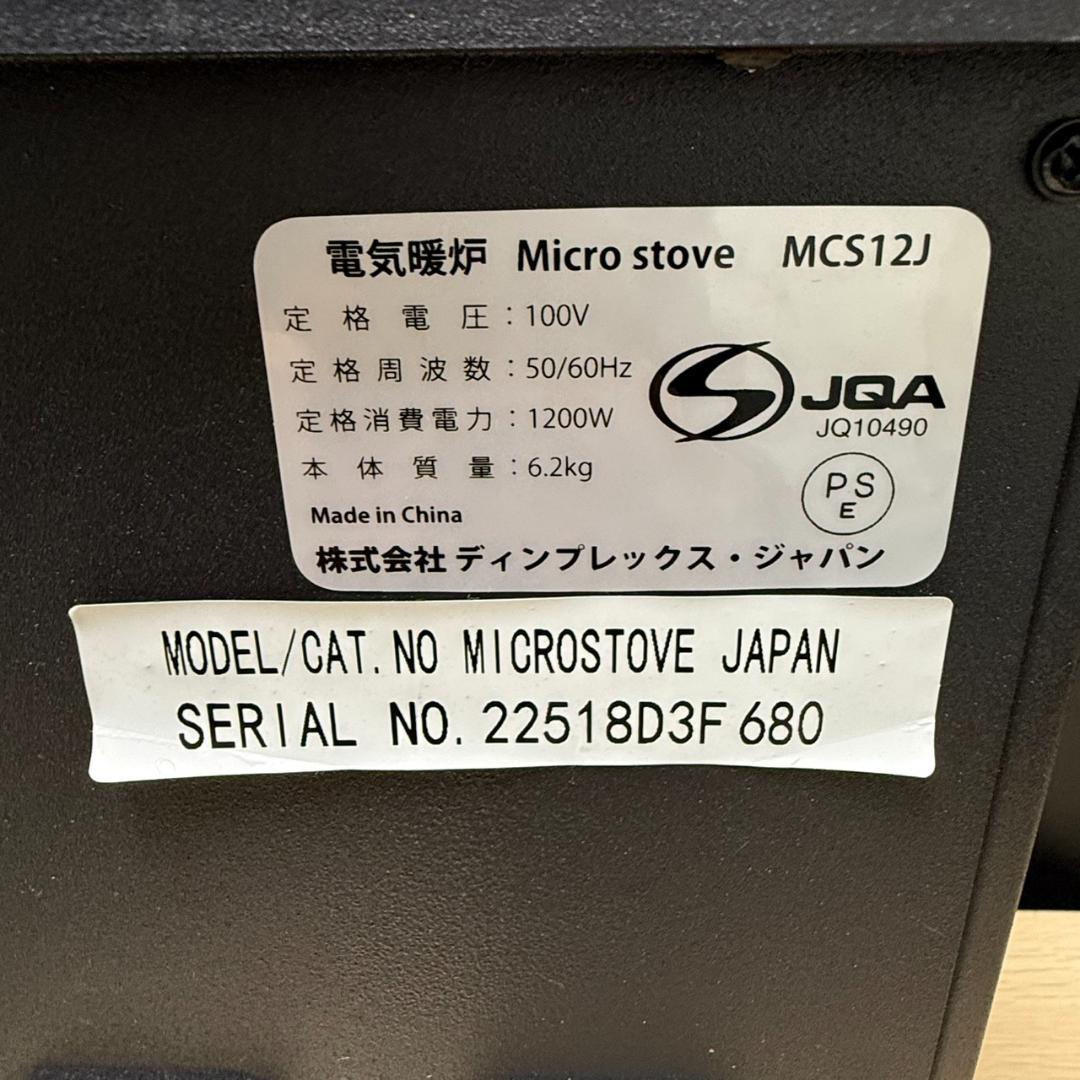 電気暖炉 Micro stove MCS12J
定格電圧：100V
定格周波数：50/60Hz
定格消費電力：1200W
本体質量：6.2kg
JQA
JQ10490
PS
E
Made in China
株式会社 ディンプレックス・ジャパン
MODEL/CAT.NO MICROSTOVE JAPAN
SERIAL NO.22518D3F680